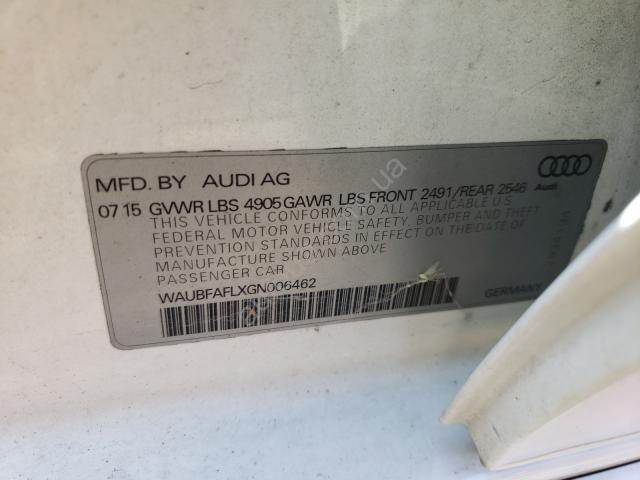 MFD. BY AUDI AG
07 15 GVWR LBS 4905 GAWR LBS FRONT 2491/REAR 2546
Audi
THIS VEHICLE CONFORMS TO ALL APPLICABLE U.S.
FEDERAL MOTOR VEHICLE SAFETY, BUMPER AND THEFT
PREVENTION STANDARDS IN EFFECT ON THE DATE OF
MANUFACTURE SHOWN ABOVE
PASSENGER CAR
WAUBFAFLXGN006462
GERMANY